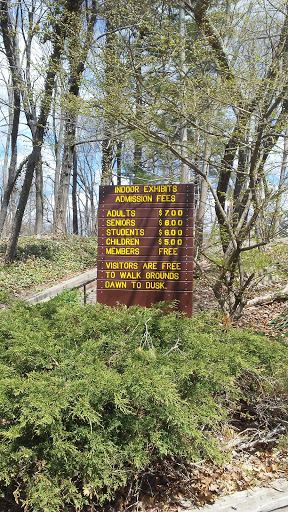 INDOOR EXHIBITS
ADMISSION FEES
ADULTS $7.00
SENIORS $6.00
STUDENTS $6.00
CHILDREN $5.00
MEMBERS FREE
VISITORS ARE FREE
TO WALK GROUNDS
DAWN TO DUSK.